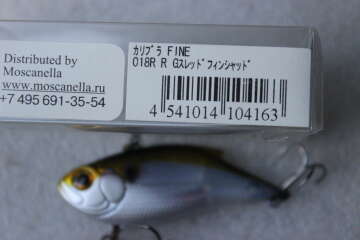 Distributed by
Moscanella
www.moscanella.ru
+7 495 691-35-54
カリプラ FINE
018R R Gスレッドフィンシャッド
4 541014 104163